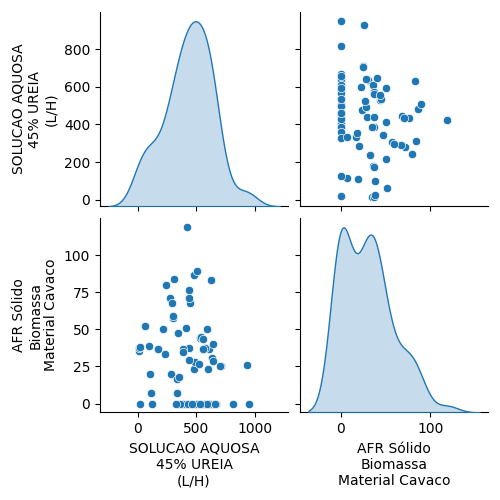 SOLUCAO AQUOSA
45% UREIA
(L/H)
800
600
400
200
0
AFR Sólido
Biomassa
Material Cavaco
100
75
50
25
0
0
500
1000
SOLUCAO AQUOSA
45% UREIA
(L/H)
0
100
AFR Sólido
Biomassa
Material Cavaco